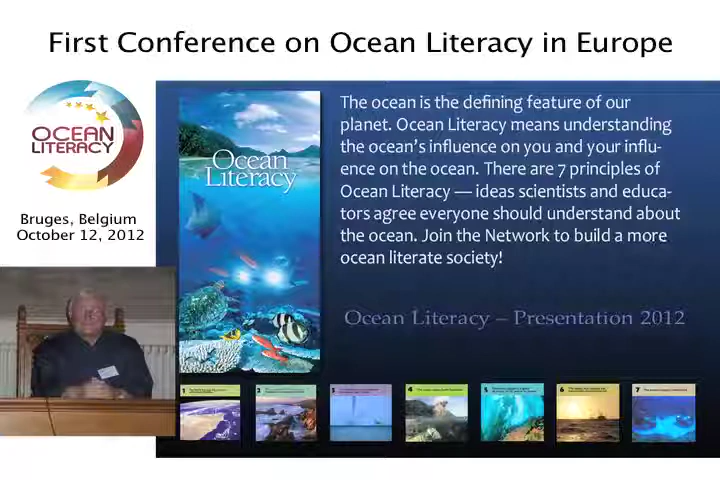 First Conference on Ocean Literacy in Europe
OCEAN
LITERACY
Bruges, Belgium
October 12, 2012
Ocean
Literacy
The ocean is the defining feature of our
planet. Ocean Literacy means understanding
the ocean's influence on you and your influ-
ence on the ocean. There are 7 principles of
Ocean Literacy — ideas scientists and educa-
tors agree everyone should understand about
the ocean. Join the Network to build a more
ocean literate society!
Ocean Literacy – Presentation 2012
1
2
3
4
5
6
7